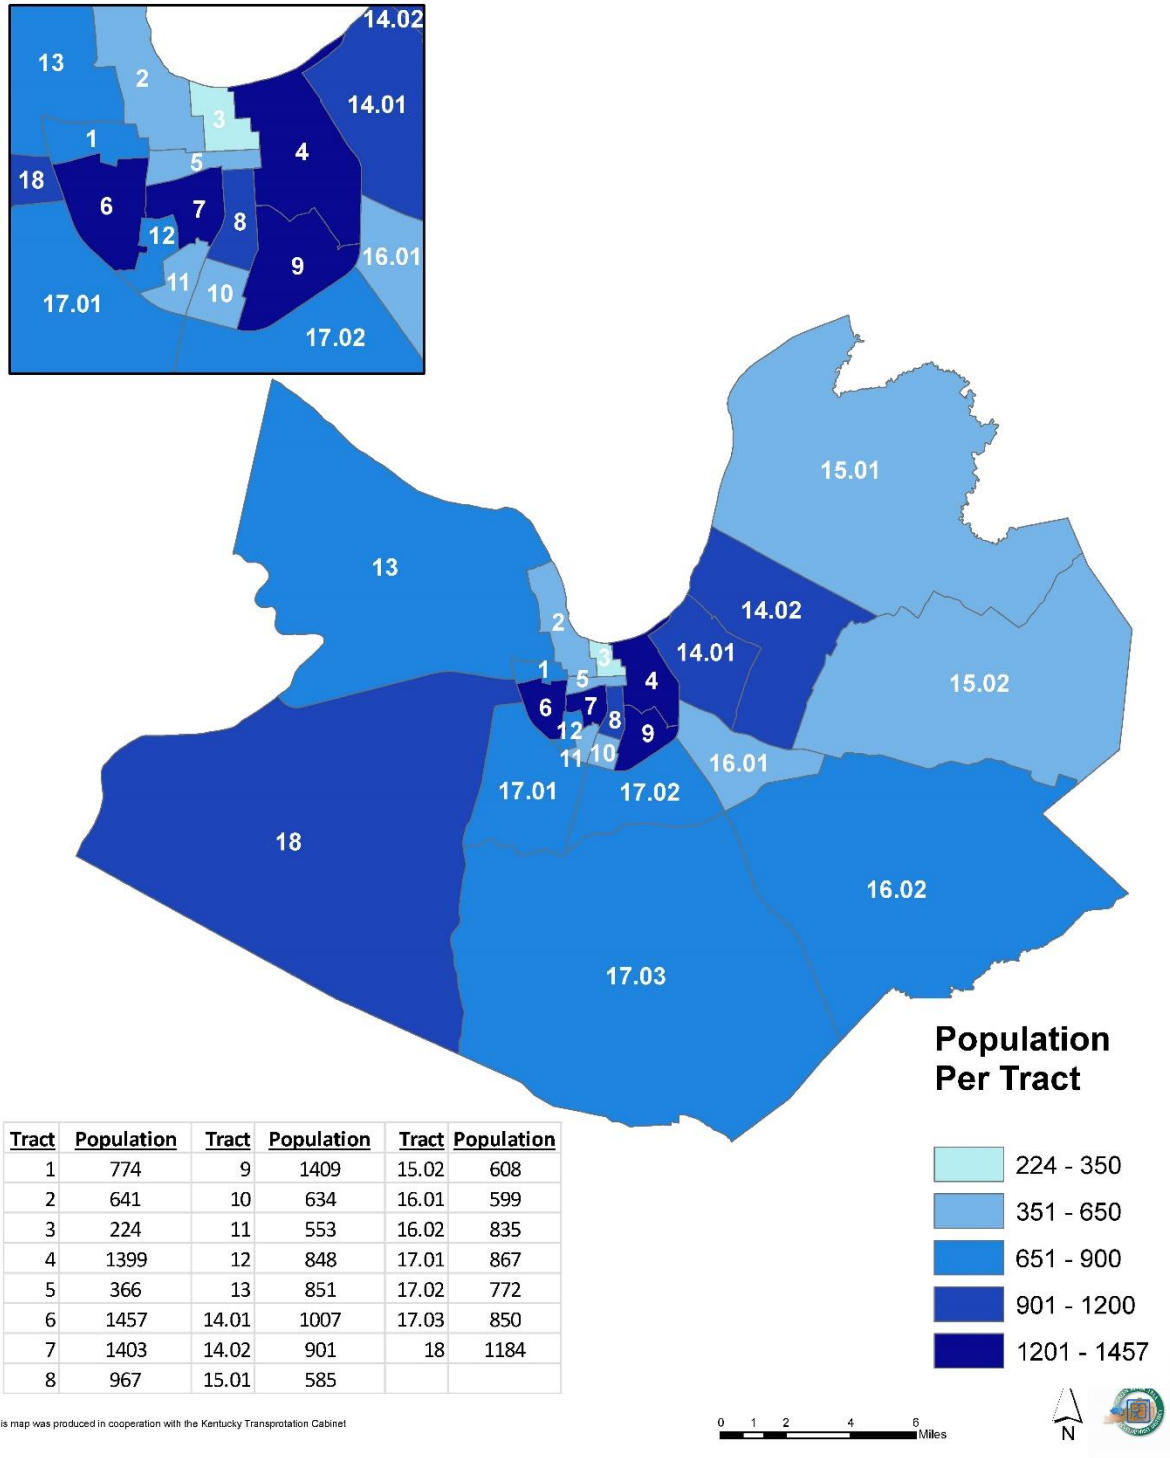 14.02
13
2
14.01
3
1
4
5
18
6
7
8
12
16.01
9
11
10
17.01
17.02
15.01
13
14.02
2
14.01
3
1
5
4
15.02
6
7
8
12
9
11
10
16.01
17.01
17.02
18
16.02
17.03
Population
Per Tract
224 - 350
351 - 650
651 - 900
901 - 1200
1201 - 1457
Tract Population Tract Population Tract Population
1 774 9 1409 15.02 608
2 641 10 634 16.01 599
3 224 11 553 16.02 835
4 1399 12 848 17.01 867
5 366 13 851 17.02 772
6 1457 14.01 1007 17.03 850
7 1403 14.02 901 18 1184
8 967 15.01 585
is map was produced in cooperation with the Kentucky Transprotation Cabinet
0 1 2 4 6
Miles
N